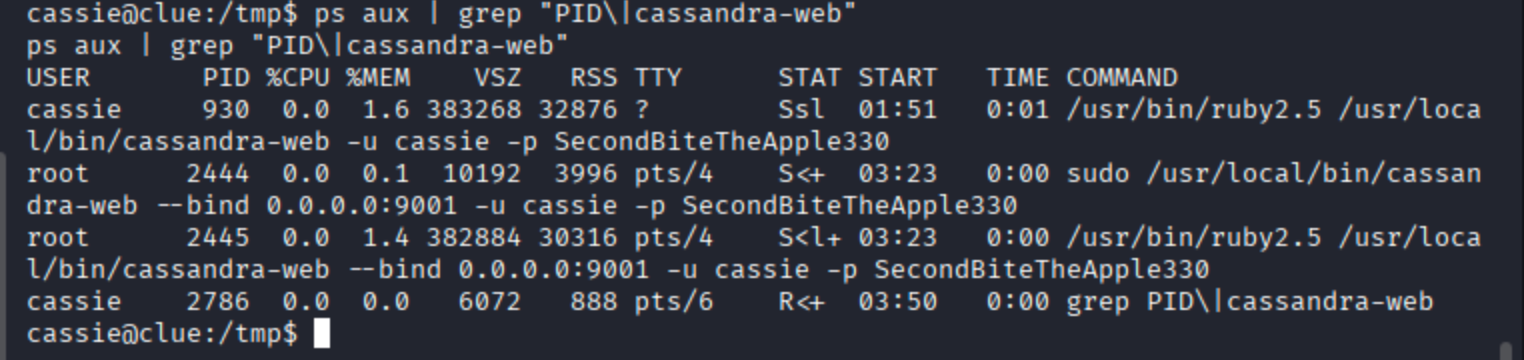 cassie@clue:/tmp$ ps aux | grep "PID\|cassandra-web"
ps aux | grep "PID\|cassandra-web"
USER       PID %CPU %MEM    VSZ   RSS TTY      STAT START   TIME COMMAND
cassie     930  0.0  1.6 383268 32876 ?        Ssl  01:51   0:01 /usr/bin/ruby2.5 /usr/loca
l/bin/cassandra-web -u cassie -p SecondBiteTheApple330
root      2444  0.0  0.1  10192  3996 pts/4    S<+  03:23   0:00 sudo /usr/local/bin/cassan
dra-web --bind 0.0.0.0:9001 -u cassie -p SecondBiteTheApple330
root      2445  0.0  1.4 382884 30316 pts/4    S<l+ 03:23   0:00 /usr/bin/ruby2.5 /usr/loca
l/bin/cassandra-web --bind 0.0.0.0:9001 -u cassie -p SecondBiteTheApple330
cassie    2786  0.0  0.0   6072   888 pts/6    R<+  03:50   0:00 grep PID\|cassandra-web
cassie@clue:/tmp$